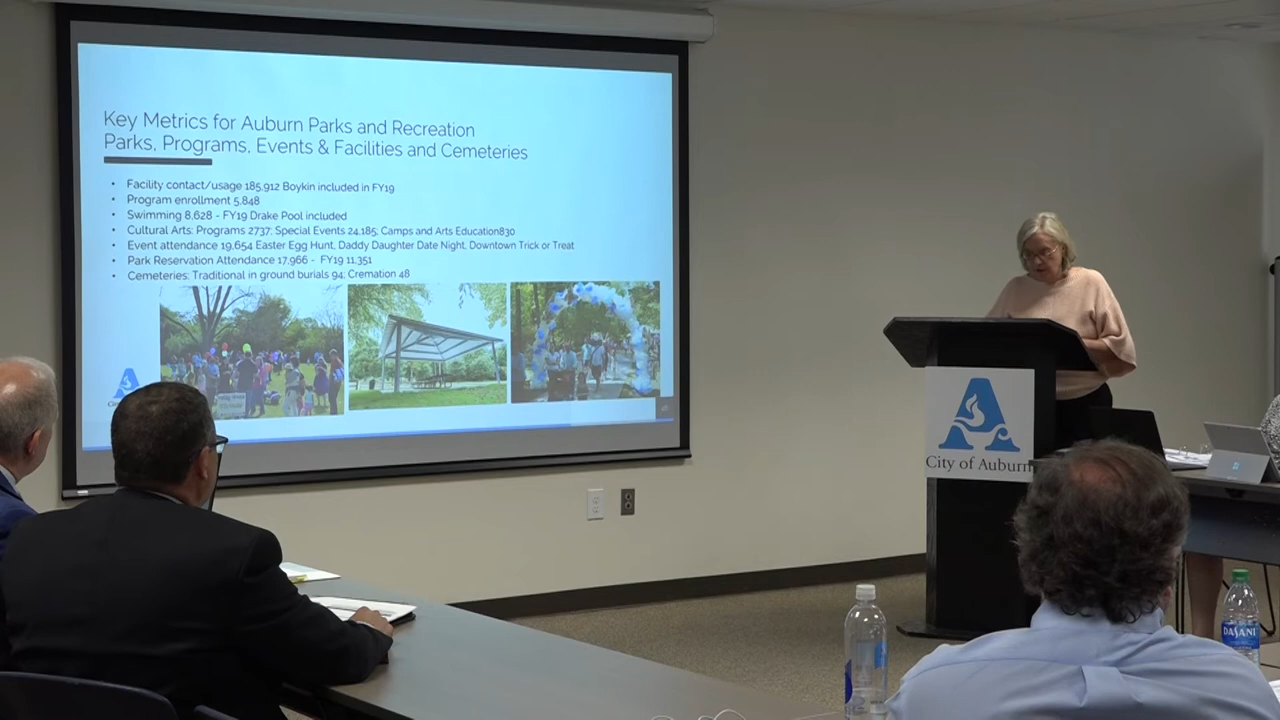 Key Metrics for Auburn Parks and Recreation
Parks, Programs, Events & Facilities and Cemeteries
• Facility contact/usage 185,912 Boykin included in FY19
• Program enrollment 5,848
• Swimming 8,628 - FY19 Drake Pool included
• Cultural Arts: Programs 2737; Special Events 24,185; Camps and Arts Education830
• Event attendance 19,654 Easter Egg Hunt, Daddy Daughter Date Night, Downtown Trick or Treat
• Park Reservation Attendance 17,966 - FY19 11,351
• Cemeteries: Traditional in ground burials 94; Cremation 48
A
City of Auburn
DASANI